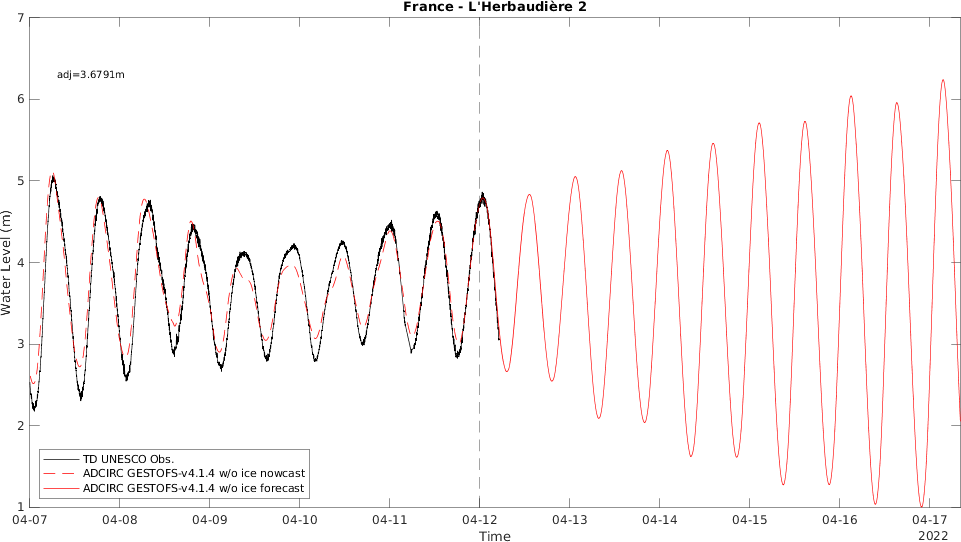 France - L'Herbaudière 2
7
adj=3.6791m
6
5
4
3
2
1
Water Level (m)
TD UNESCO Obs.
ADCIRC GESTOFS-v4.1.4 w/o ice nowcast
ADCIRC GESTOFS-v4.1.4 w/o ice forecast
04-07 04-08 04-09 04-10 04-11 04-12 04-13 04-14 04-15 04-16 04-17
Time
2022